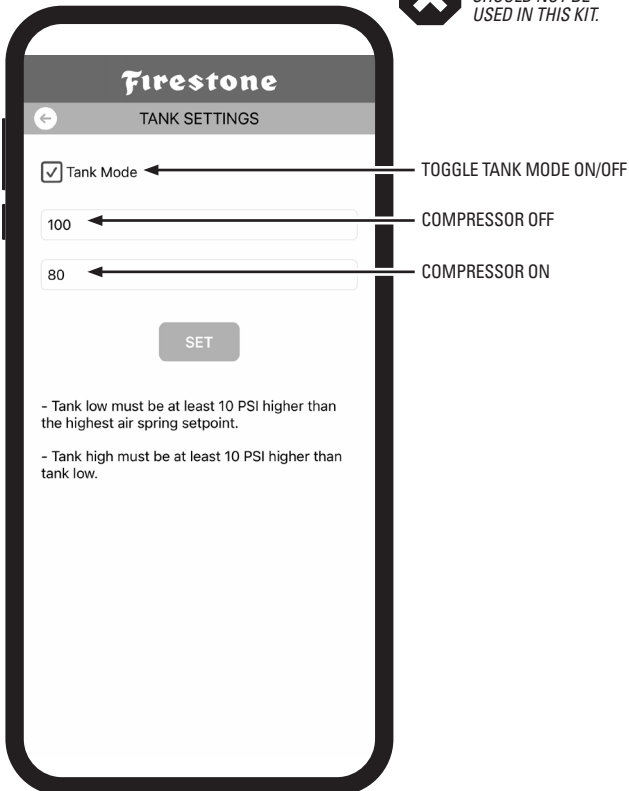 SHOULD NOT BE
USED IN THIS KIT.
Firestone
TANK SETTINGS
Tank Mode
TOGGLE TANK MODE ON/OFF
100
COMPRESSOR OFF
80
COMPRESSOR ON
SET
- Tank low must be at least 10 PSI higher than
the highest air spring setpoint.
- Tank high must be at least 10 PSI higher than
tank low.